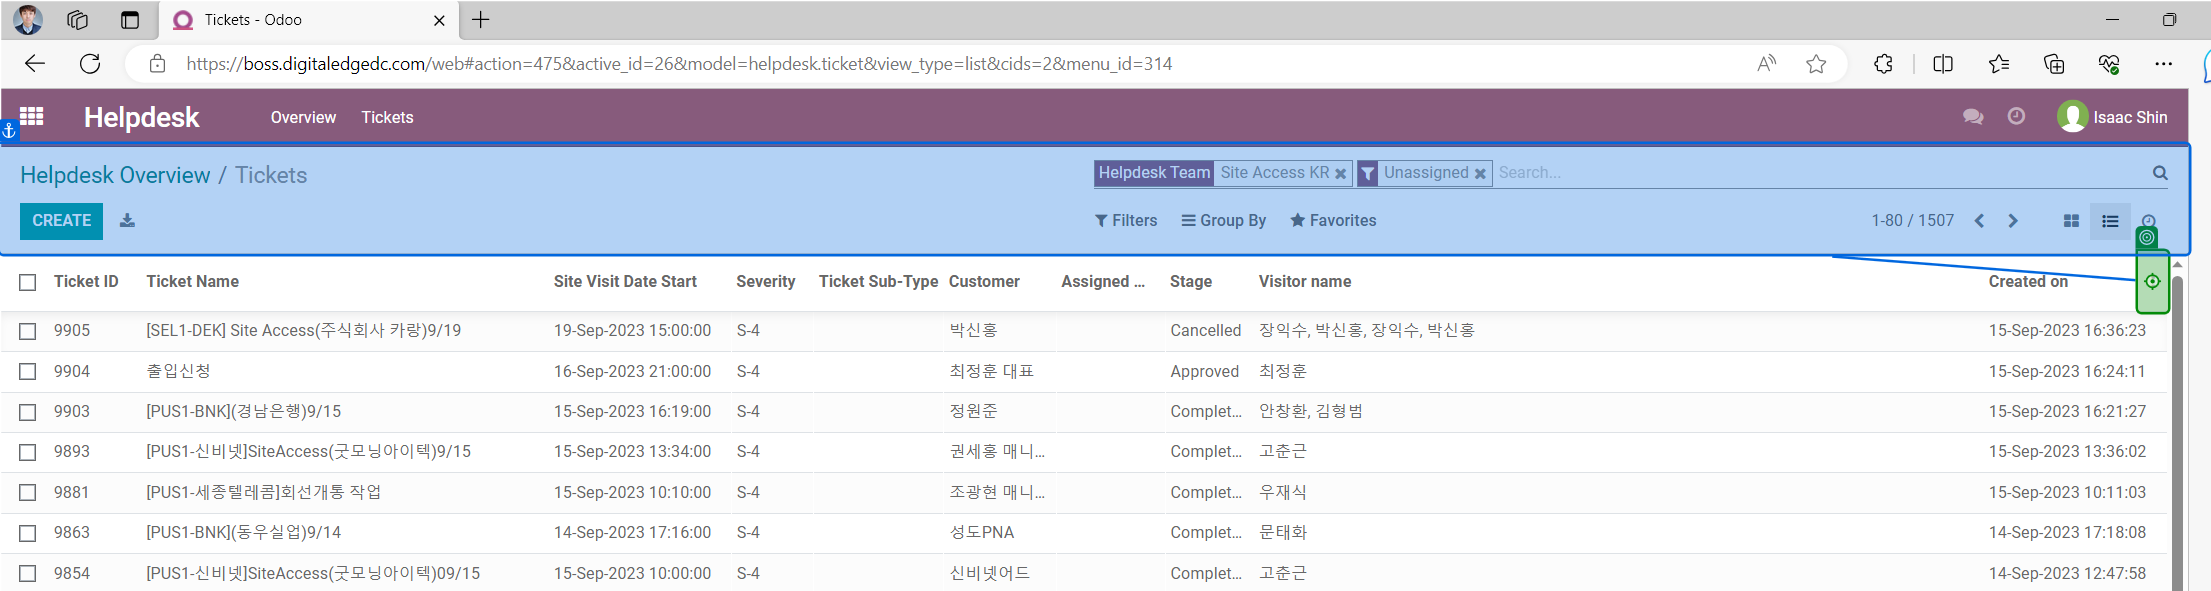 Tickets - Odoo
https://boss.digitaledgedc.com/web#action=475&active_id=26&model=helpdesk.ticket&view_type=list&cids=2&menu_id=314
Helpdesk Overview Tickets Isaac Shin
Helpdesk Overview / Tickets Helpdesk Team Site Access KR Unassigned Search...
CREATE Filters Group By Favorites 1-80 / 1507
Ticket ID Ticket Name Site Visit Date Start Severity Ticket Sub-Type Customer Assigned ... Stage Visitor name Created on
9905 [SEL1-DEK] Site Access(주식회사 카랑)9/19 19-Sep-2023 15:00:00 S-4 박신홍 Cancelled 장익수, 박신홍, 장익수, 박신홍 15-Sep-2023 16:36:23
9904 출입신청 16-Sep-2023 21:00:00 S-4 최정훈 대표 Approved 최정훈 15-Sep-2023 16:24:11
9903 [PUS1-BNK](경남은행)9/15 15-Sep-2023 16:19:00 S-4 정원준 Complet... 안창환, 김형범 15-Sep-2023 16:21:27
9893 [PUS1-신비넷]SiteAccess(굿모닝아이텍)9/15 15-Sep-2023 13:34:00 S-4 권세홍 매니... Complet... 고춘근 15-Sep-2023 13:36:02
9881 [PUS1-세종텔레콤]회선개통 작업 15-Sep-2023 10:10:00 S-4 조광현 매니... Complet... 우재식 15-Sep-2023 10:11:03
9863 [PUS1-BNK](동우실업)9/14 14-Sep-2023 17:16:00 S-4 성도PNA Complet... 문태화 14-Sep-2023 17:18:08
9854 [PUS1-신비넷]SiteAccess(굿모닝아이텍)09/15 15-Sep-2023 10:00:00 S-4 신비넷어드 Complet... 고춘근 14-Sep-2023 12:47:58